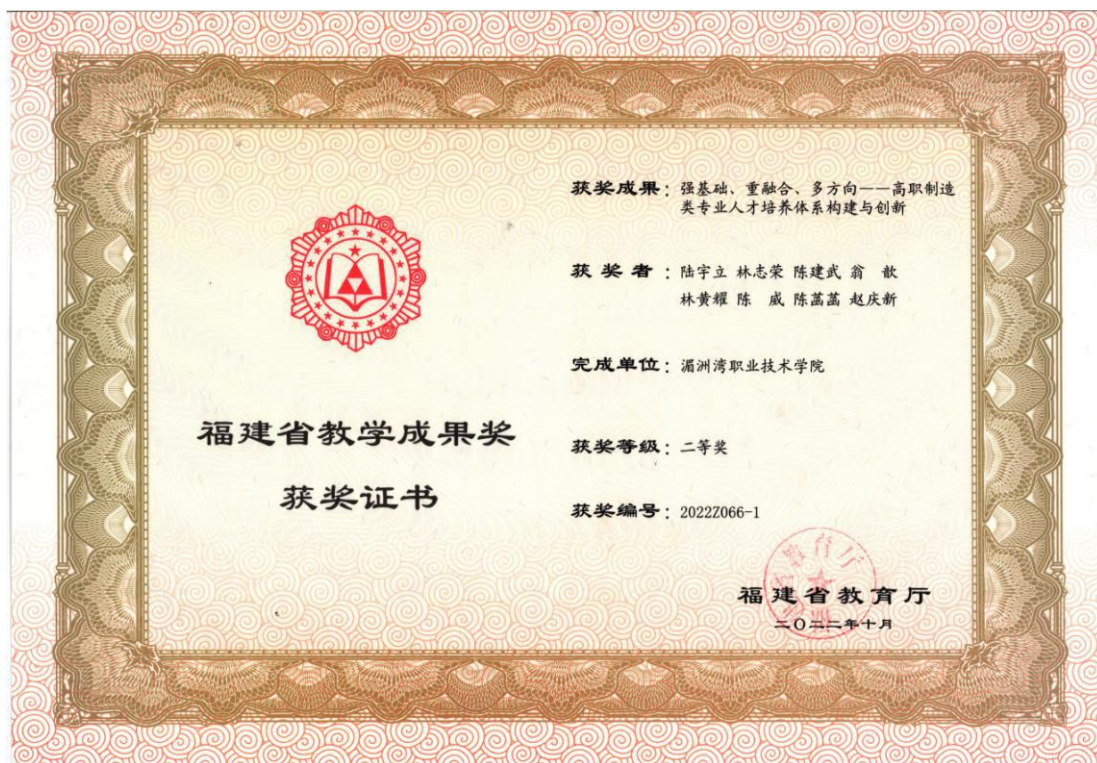 福建省教学成果奖
获奖证书
获奖成果：强基础、重融合、多方向——高职制造
类专业人才培养体系构建与创新
获奖者：陆宇立 林志荣 陈建武 翁 歆
林黄耀 陈 威 陈菡菡 赵庆新
完成单位：湄洲湾职业技术学院
获奖等级：二等奖
获奖编号：2022Z066-1
福建省教育厅
二〇二二年十月